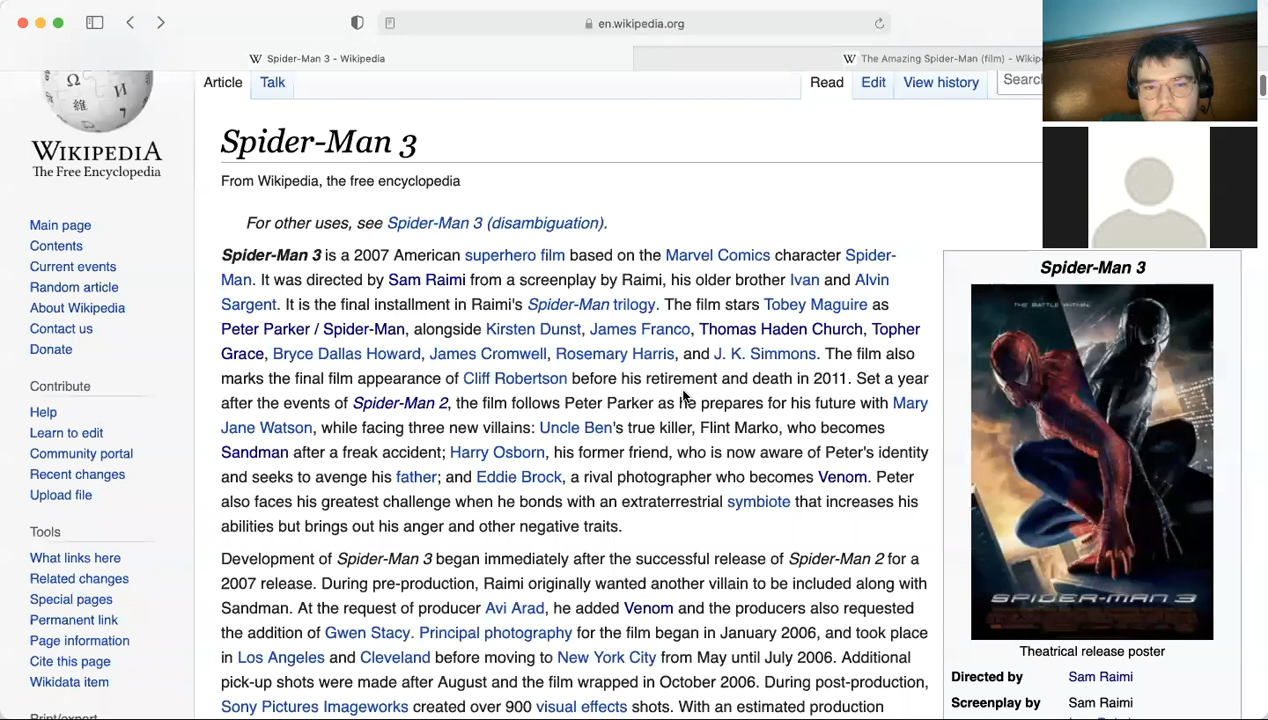 en.wikipedia.org
Spider-Man 3 - Wikipedia
The Amazing Spider-Man (film) - Wikip
Article
Talk
Read
Edit
View history
Search
WIKIPEDIA
The Free Encyclopedia
Main page
Contents
Current events
Random article
About Wikipedia
Contact us
Donate
Contribute
Help
Learn to edit
Community portal
Recent changes
Upload file
Tools
What links here
Related changes
Special pages
Permanent link
Page information
Cite this page
Wikidata item
Print/export
Spider-Man 3
From Wikipedia, the free encyclopedia
For other uses, see Spider-Man 3 (disambiguation).
Spider-Man 3 is a 2007 American superhero film based on the Marvel Comics character Spider-
Man. It was directed by Sam Raimi from a screenplay by Raimi, his older brother Ivan and Alvin
Sargent. It is the final installment in Raimi's Spider-Man trilogy. The film stars Tobey Maguire as
Peter Parker / Spider-Man, alongside Kirsten Dunst, James Franco, Thomas Haden Church, Topher
Grace, Bryce Dallas Howard, James Cromwell, Rosemary Harris, and J. K. Simmons. The film also
marks the final film appearance of Cliff Robertson before his retirement and death in 2011. Set a year
after the events of Spider-Man 2, the film follows Peter Parker as he prepares for his future with Mary
Jane Watson, while facing three new villains: Uncle Ben's true killer, Flint Marko, who becomes
Sandman after a freak accident; Harry Osborn, his former friend, who is now aware of Peter's identity
and seeks to avenge his father; and Eddie Brock, a rival photographer who becomes Venom. Peter
also faces his greatest challenge when he bonds with an extraterrestrial symbiote that increases his
abilities but brings out his anger and other negative traits.
Development of Spider-Man 3 began immediately after the successful release of Spider-Man 2 for a
2007 release. During pre-production, Raimi originally wanted another villain to be included along with
Sandman. At the request of producer Avi Arad, he added Venom and the producers also requested
the addition of Gwen Stacy. Principal photography for the film began in January 2006, and took place
in Los Angeles and Cleveland before moving to New York City from May until July 2006. Additional
pick-up shots were made after August and the film wrapped in October 2006. During post-production,
Sony Pictures Imageworks created over 900 visual effects shots. With an estimated production
Spider-Man 3
THE BATTLE WITHIN
SPIDER-MAN 3
Theatrical release poster
Directed by Sam Raimi
Screenplay by Sam Raimi